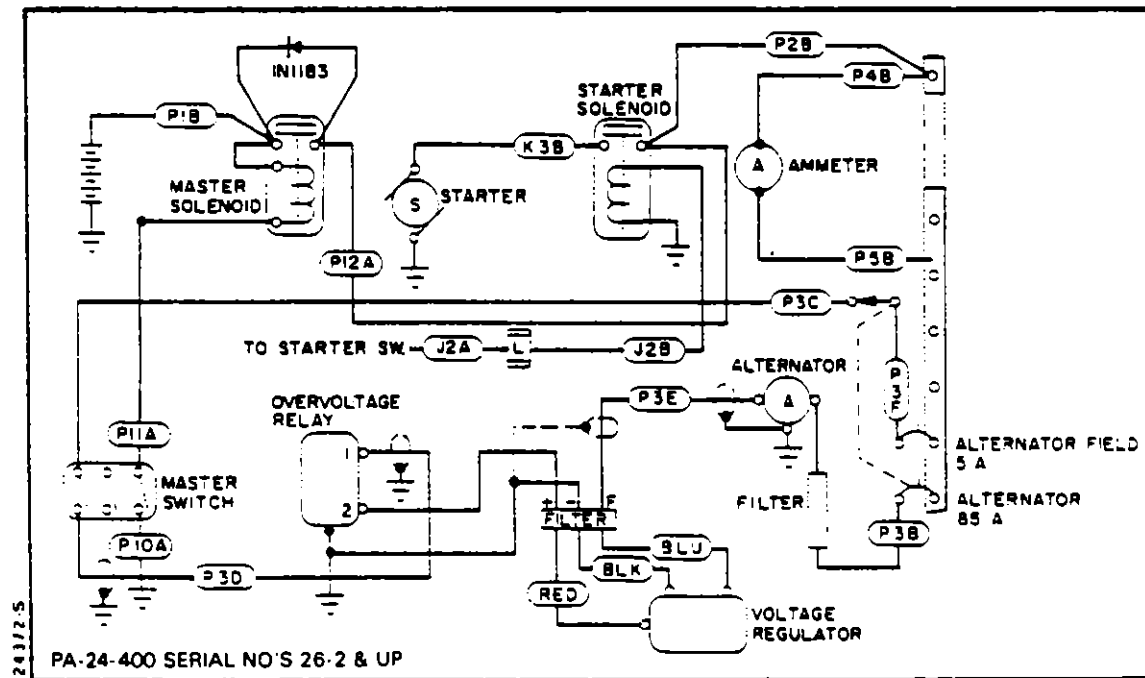 P2B
IN1183
P4B
STARTER
SOLENOID
P1B
K3B
A AMMETER
MASTER
SOLENOID
S STARTER
P12A
P5B
P3C
TO STARTER SW. J2A L J2B
ALTERNATOR
P3E
A
OVERVOLTAGE
RELAY
P3F
P11A
1
ALTERNATOR FIELD
5 A
MASTER
SWITCH
2
+ - F
FILTER
FILTER
ALTERNATOR
85 A
P10A
BLU
P3B
P3D
BLK
RED
VOLTAGE
REGULATOR
24372-S
PA-24-400 SERIAL NO'S 26-2 & UP